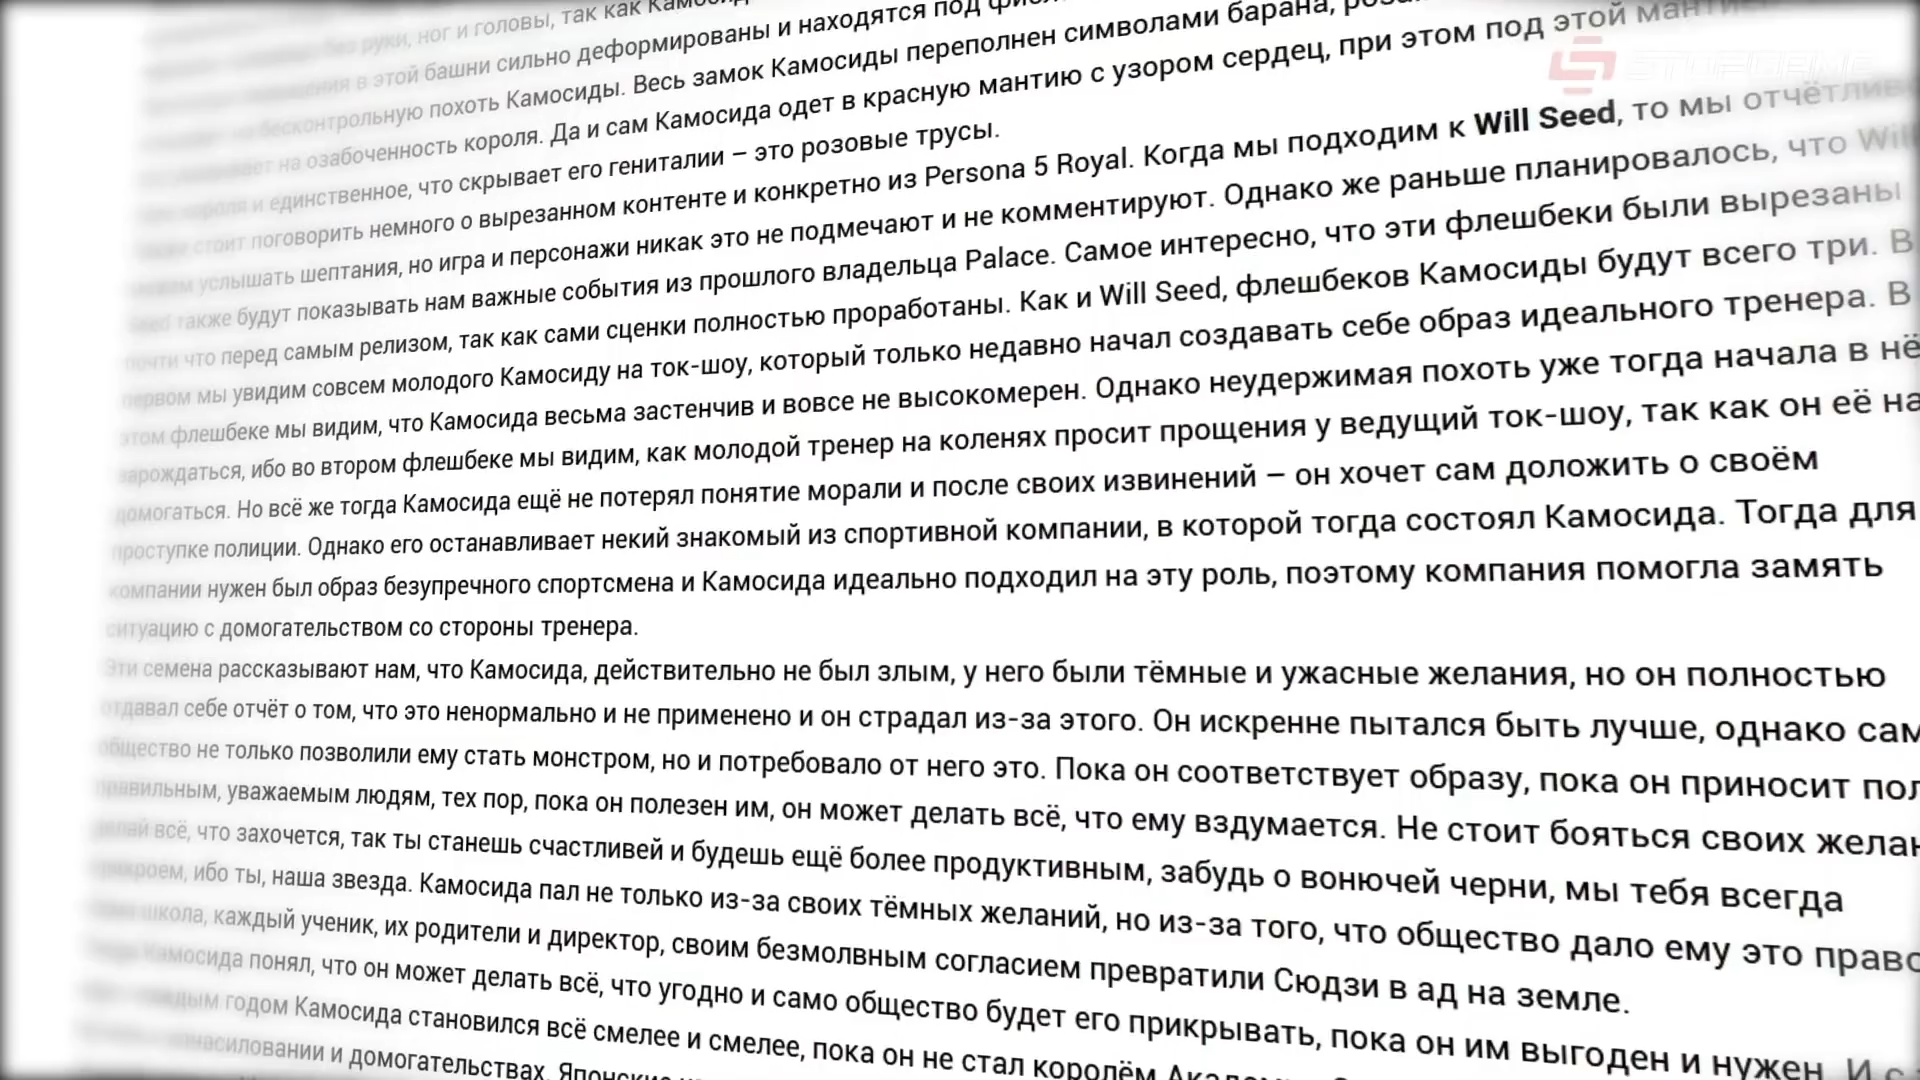 руки, ног и головы, так как
в этой башни сильно деформированы и находятся под
бесконтрольную похоть Камосиды. Весь замок Камосиды переполнен символами барана,
на озабоченность короля. Да и сам Камосида одет в красную мантию с узором сердец, при этом под этой
короля и единственное, что скрывает его гениталии – это розовые трусы.
стоит поговорить немного о вырезанном контенте и конкретно из Persona 5 Royal. Когда мы подходим к Will Seed, то мы отчётливо
услышать шептания, но игра и персонажи никак это не подмечают и не комментируют. Однако же раньше планировалось, что Will
Seed также будут показывать нам важные события из прошлого владельца Palace. Самое интересно, что эти флешбеки были вырезаны
почти что перед самым релизом, так как сами сценки полностью проработаны. Как и Will Seed, флешбеков Камосиды будут всего три. В
первом мы увидим совсем молодого Камосиду на ток-шоу, который только недавно начал создавать себе образ идеального тренера. В
этом флешбеке мы видим, что Камосида весьма застенчив и вовсе не высокомерен. Однако неудержимая похоть уже тогда начала в нё
зарождаться, ибо во втором флешбеке мы видим, как молодой тренер на коленях просит прощения у ведущий ток-шоу, так как он её на
домогаться. Но всё же тогда Камосида ещё не потерял понятие морали и после своих извинений – он хочет сам доложить о своём
проступке полиции. Однако его останавливает некий знакомый из спортивной компании, в которой тогда состоял Камосида. Тогда для
компании нужен был образ безупречного спортсмена и Камосида идеально подходил на эту роль, поэтому компания помогла замять
ситуацию с домогательством со стороны тренера.
Эти семена рассказывают нам, что Камосида, действительно не был злым, у него были тёмные и ужасные желания, но он полностью
отдавал себе отчёт о том, что это ненормально и не применено и он страдал из-за этого. Он искренне пытался быть лучше, однако сам
общество не только позволили ему стать монстром, но и потребовало от него это. Пока он соответствует образу, пока он приносит пол
правильным, уважаемым людям, тех пор, пока он полезен им, он может делать всё, что ему вздумается. Не стоит бояться своих желан
делай всё, что захочется, так ты станешь счастливей и будешь ещё более продуктивным, забудь о вонючей черни, мы тебя всегда
прикроем, ибо ты, наша звезда. Камосида пал не только из-за своих тёмных желаний, но из-за того, что общество дало ему это право
школа, каждый ученик, их родители и директор, своим безмолвным согласием превратили Сюдзи в ад на земле.
Камосида понял, что он может делать всё, что угодно и само общество будет его прикрывать, пока он им выгоден и нужен. И с
годом Камосида становился всё смелее и смелее, пока он не стал королём
изнасиловании и домогательствах.
STOPGAME